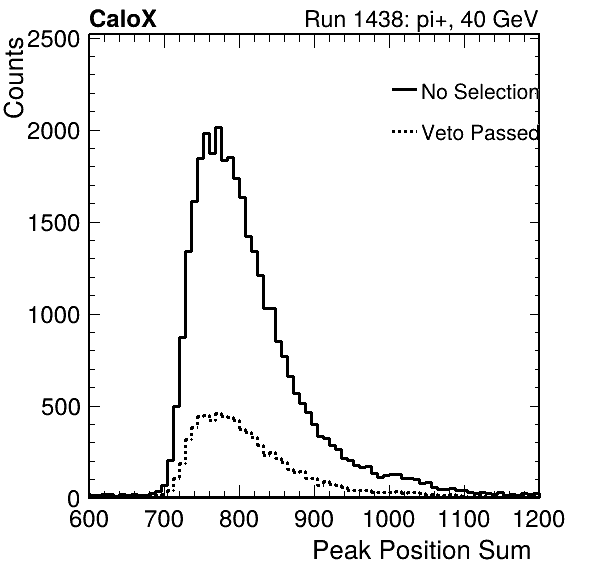 CaloX Run 1438: pi+, 40 GeV
Counts
2500
2000
1500
1000
500
0
No Selection
Veto Passed
600 700 800 900 1000 1100 1200
Peak Position Sum